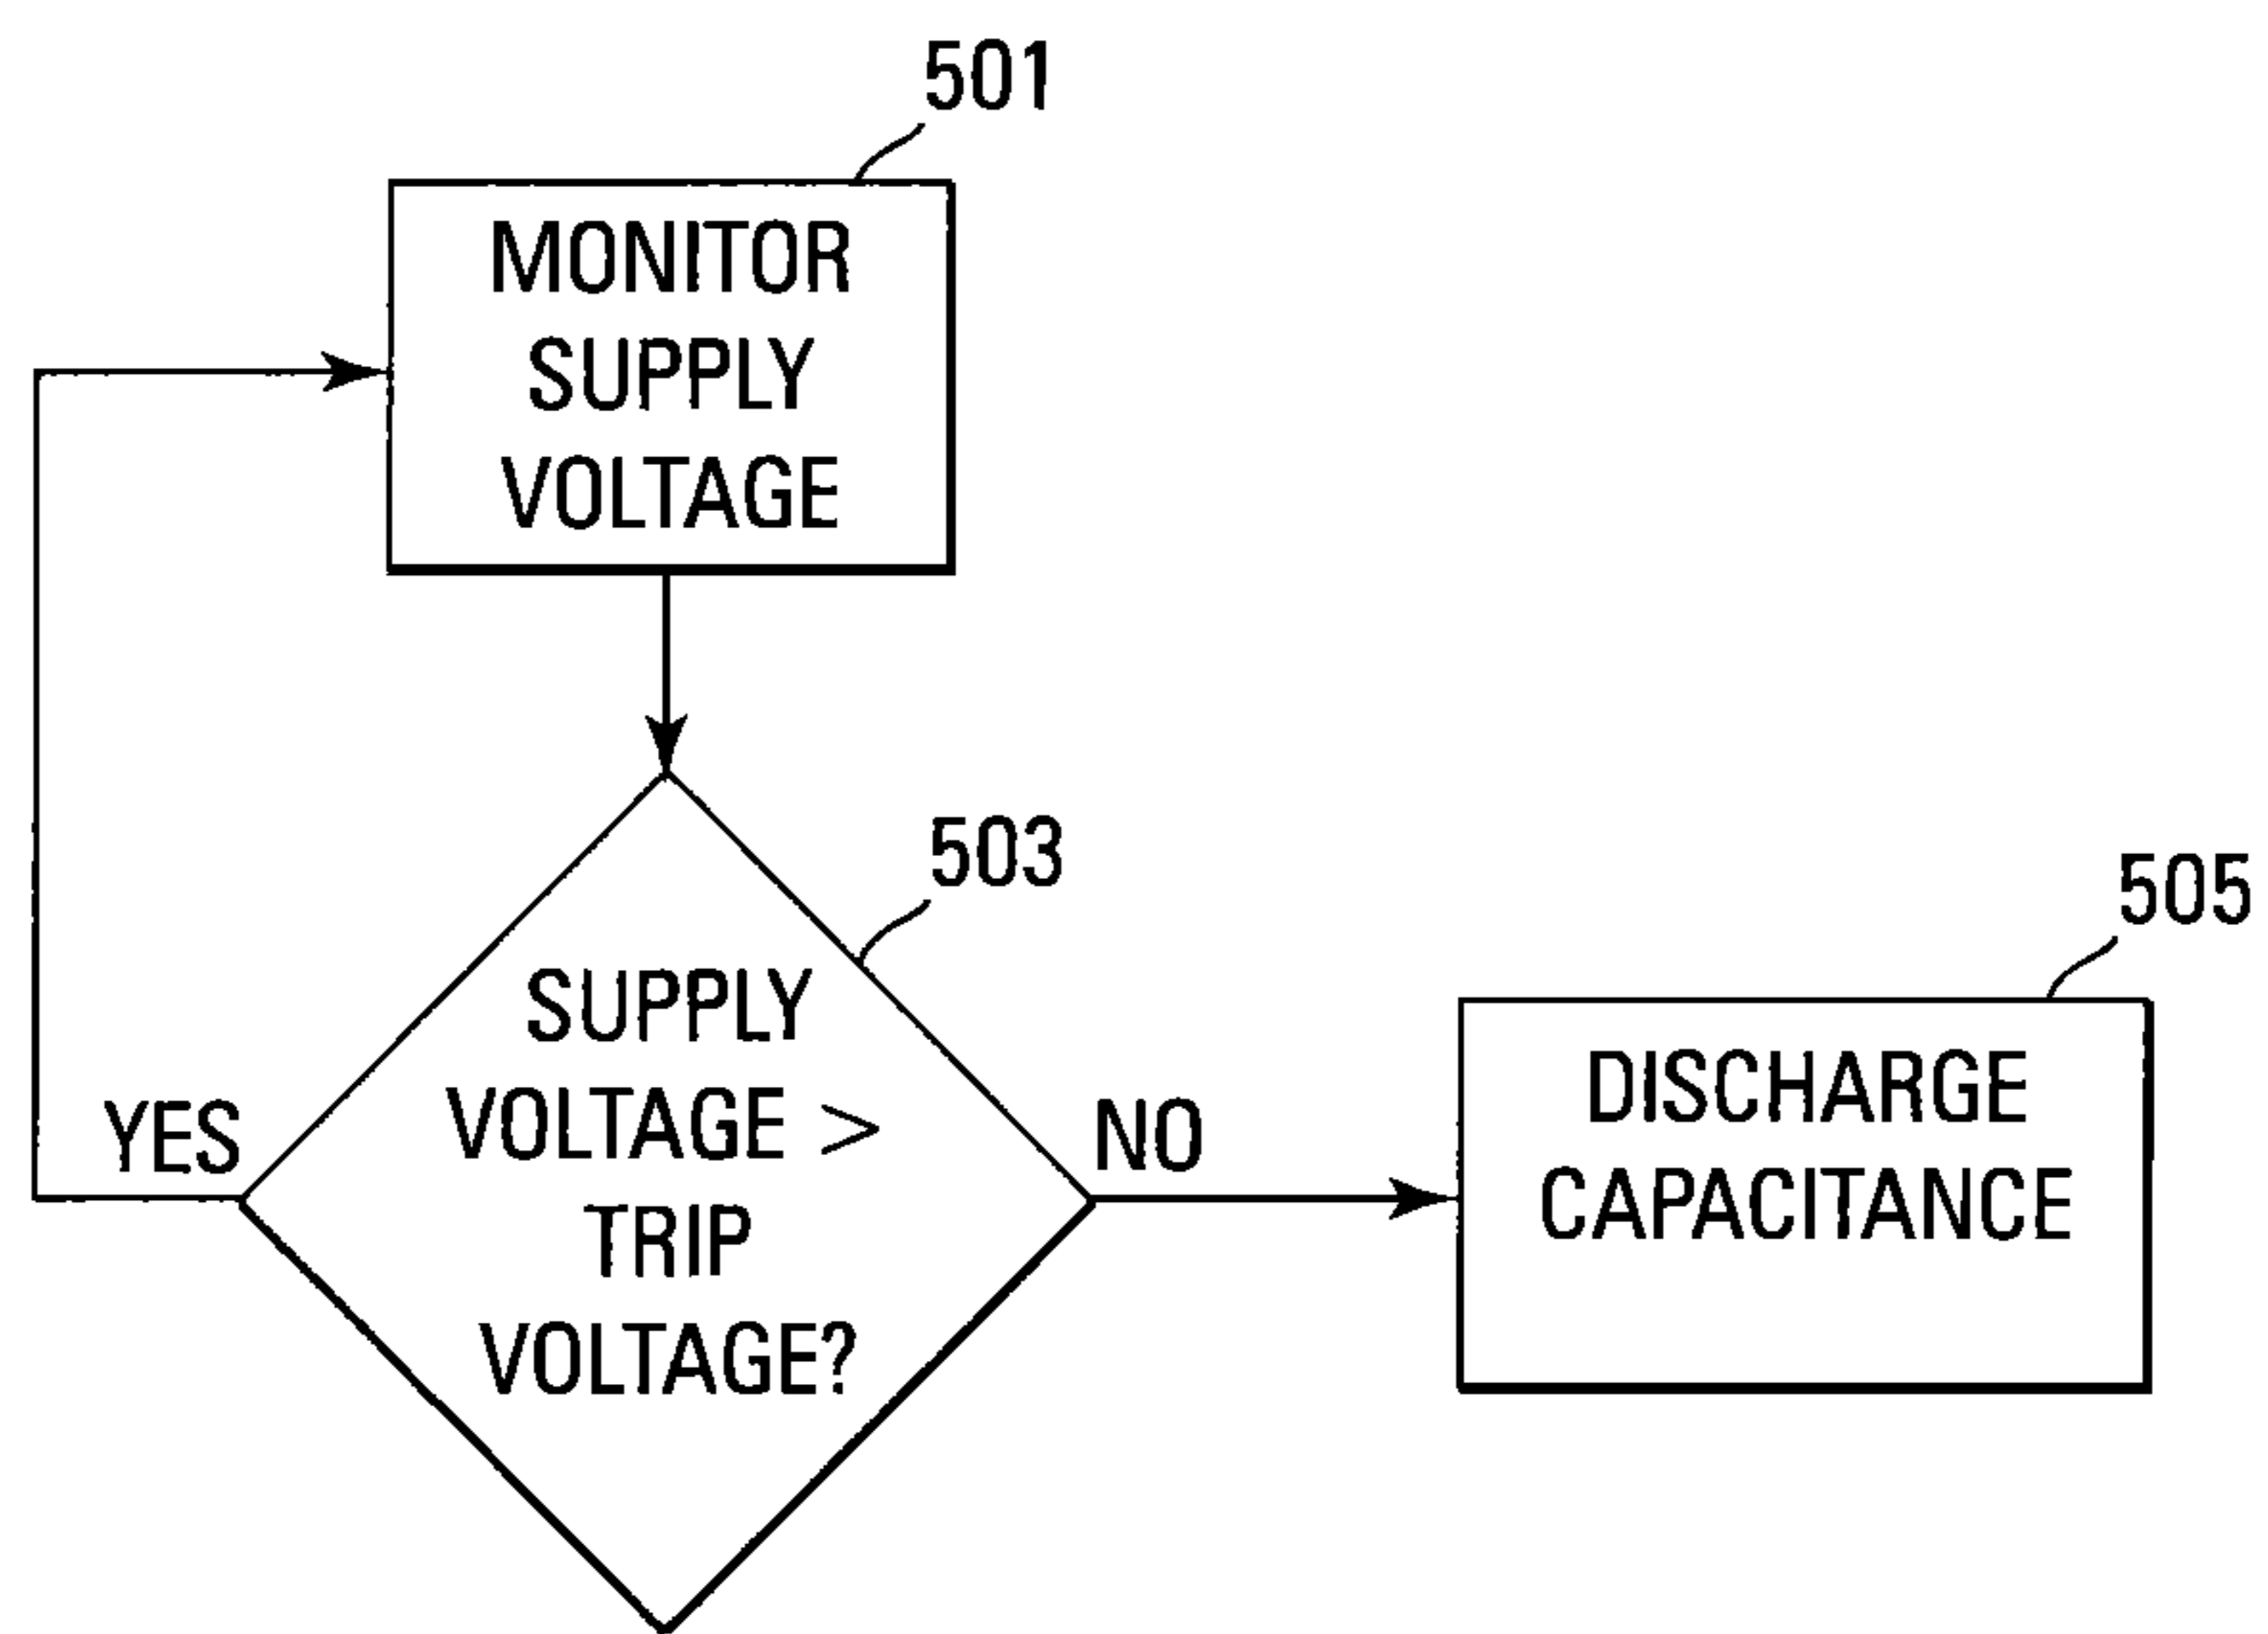 501
MONITOR
SUPPLY
VOLTAGE
503
SUPPLY
VOLTAGE >
TRIP
VOLTAGE?
YES
NO
505
DISCHARGE
CAPACITANCE